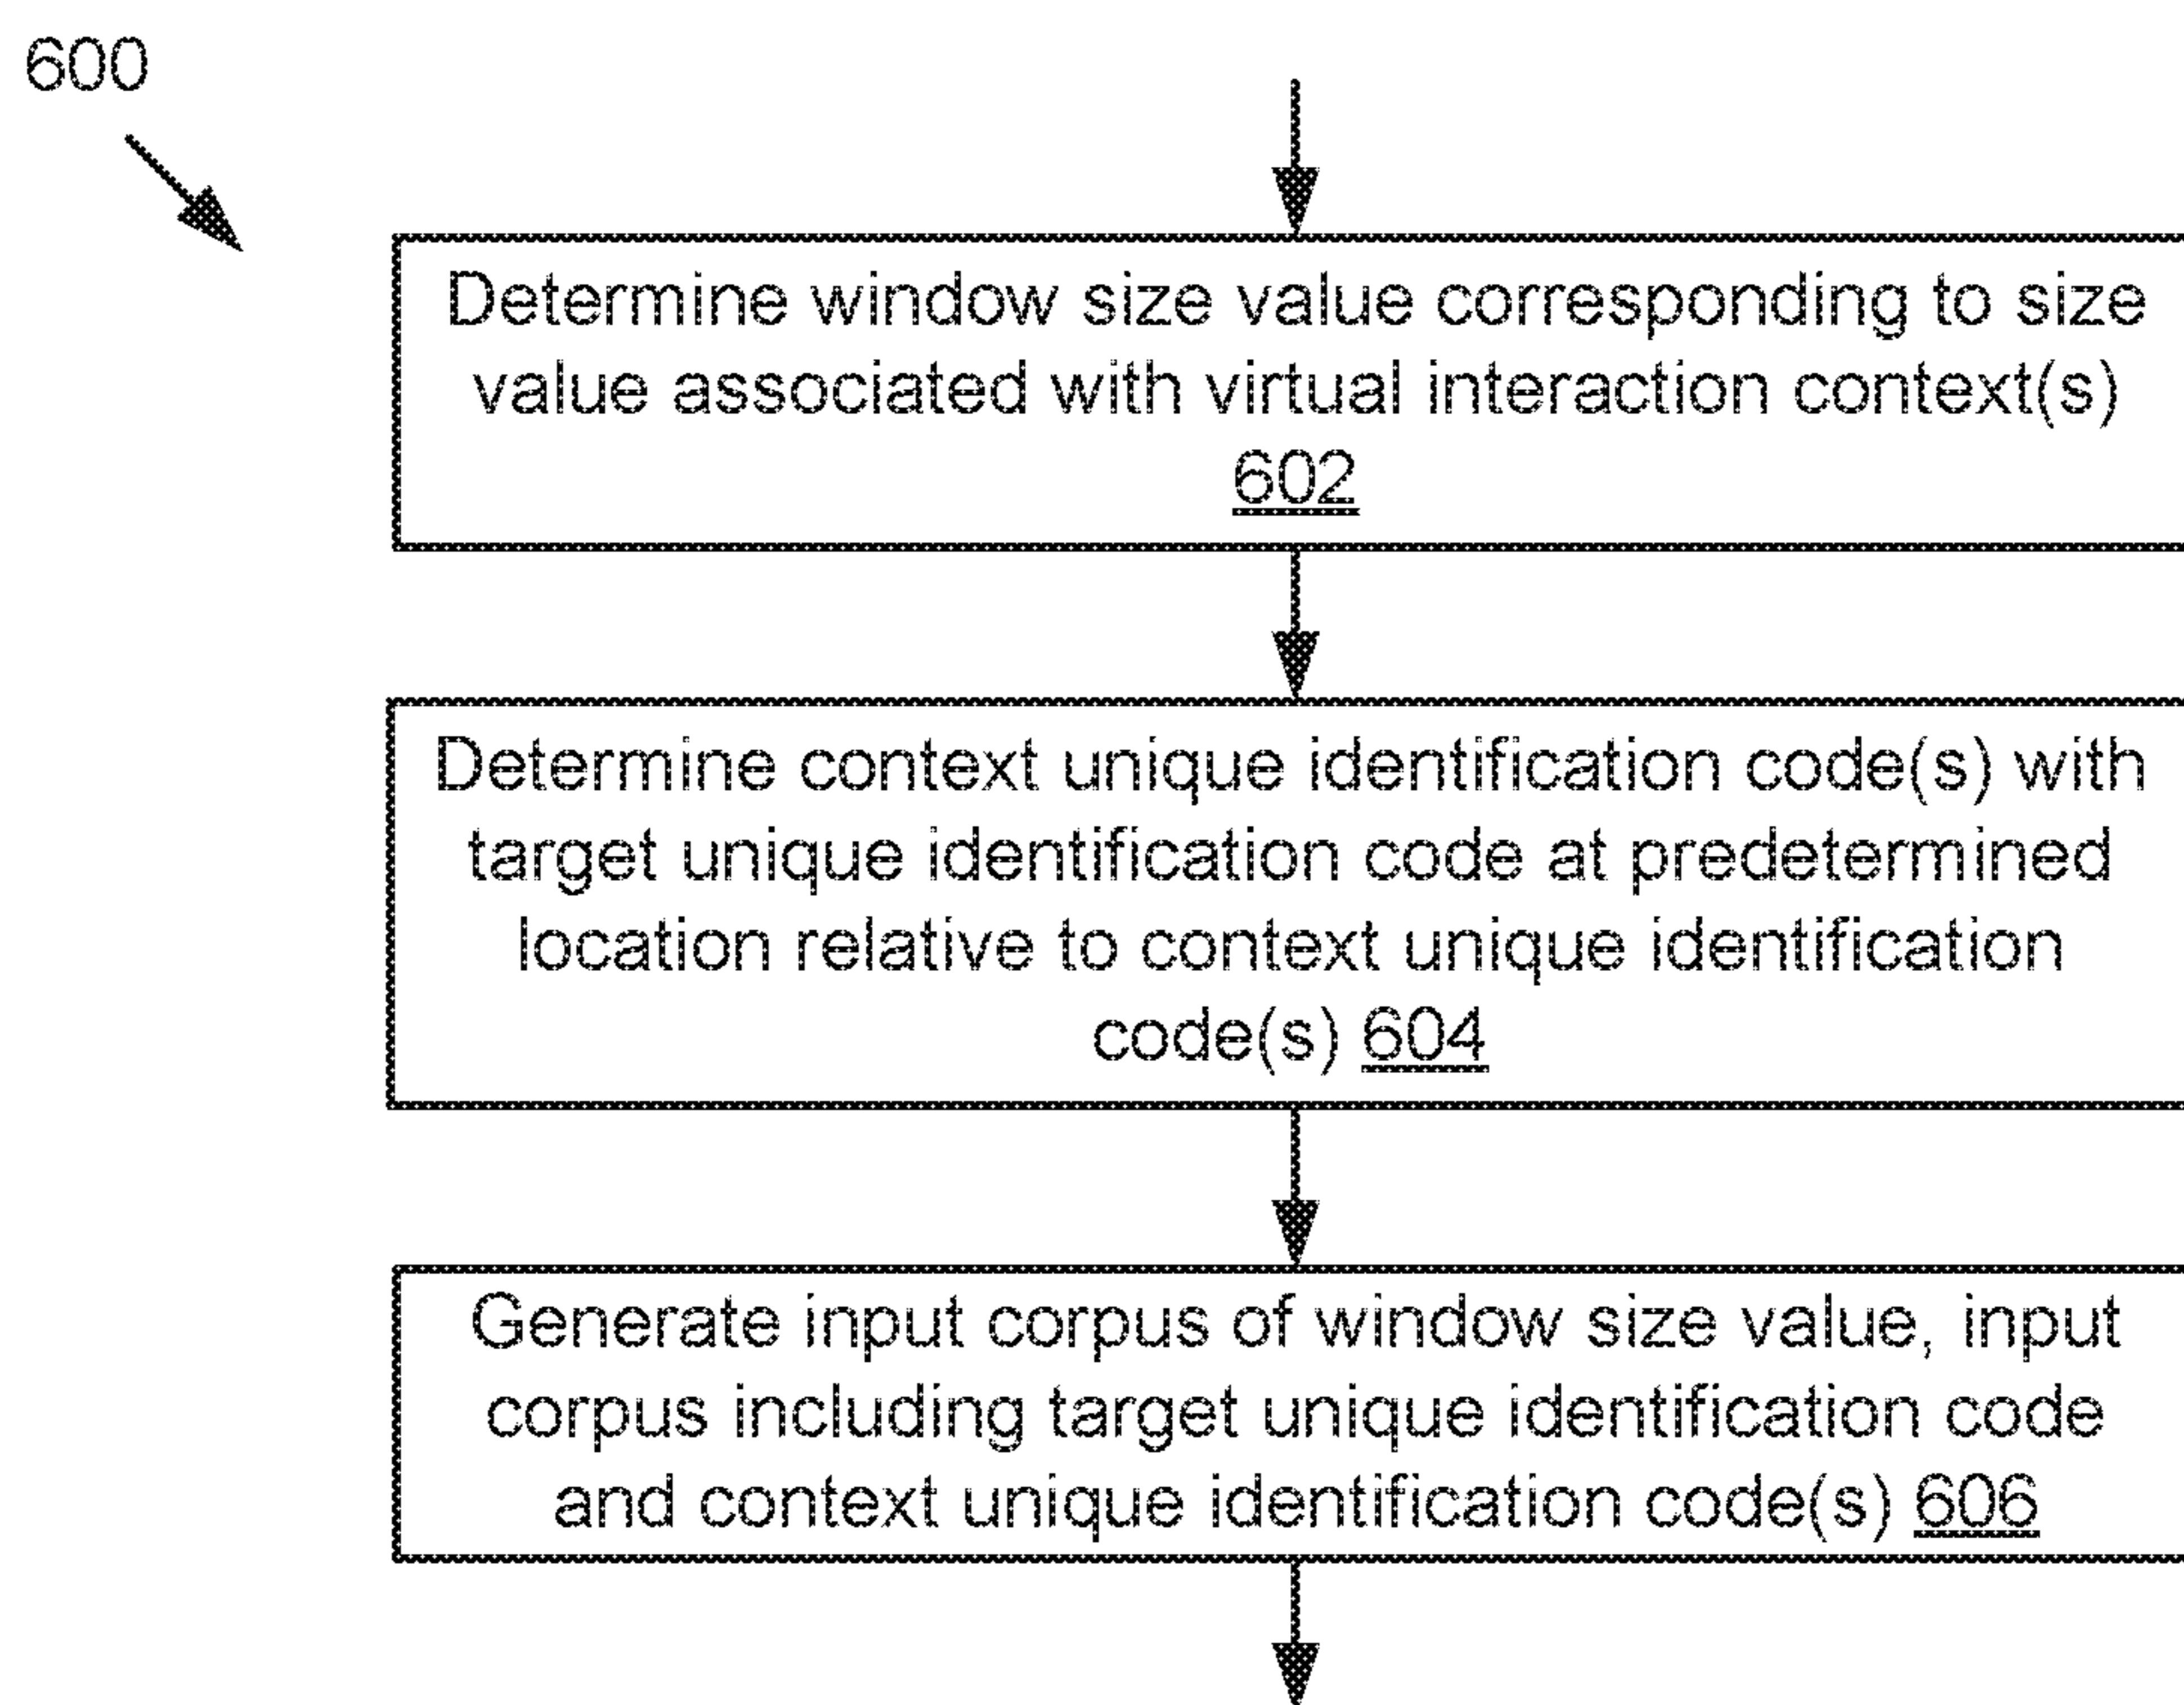 600
Determine window size value corresponding to size
value associated with virtual interaction context(s)
602
Determine context unique identification code(s) with
target unique identification code at predetermined
location relative to context unique identification
code(s) 604
Generate input corpus of window size value, input
corpus including target unique identification code
and context unique identification code(s) 606